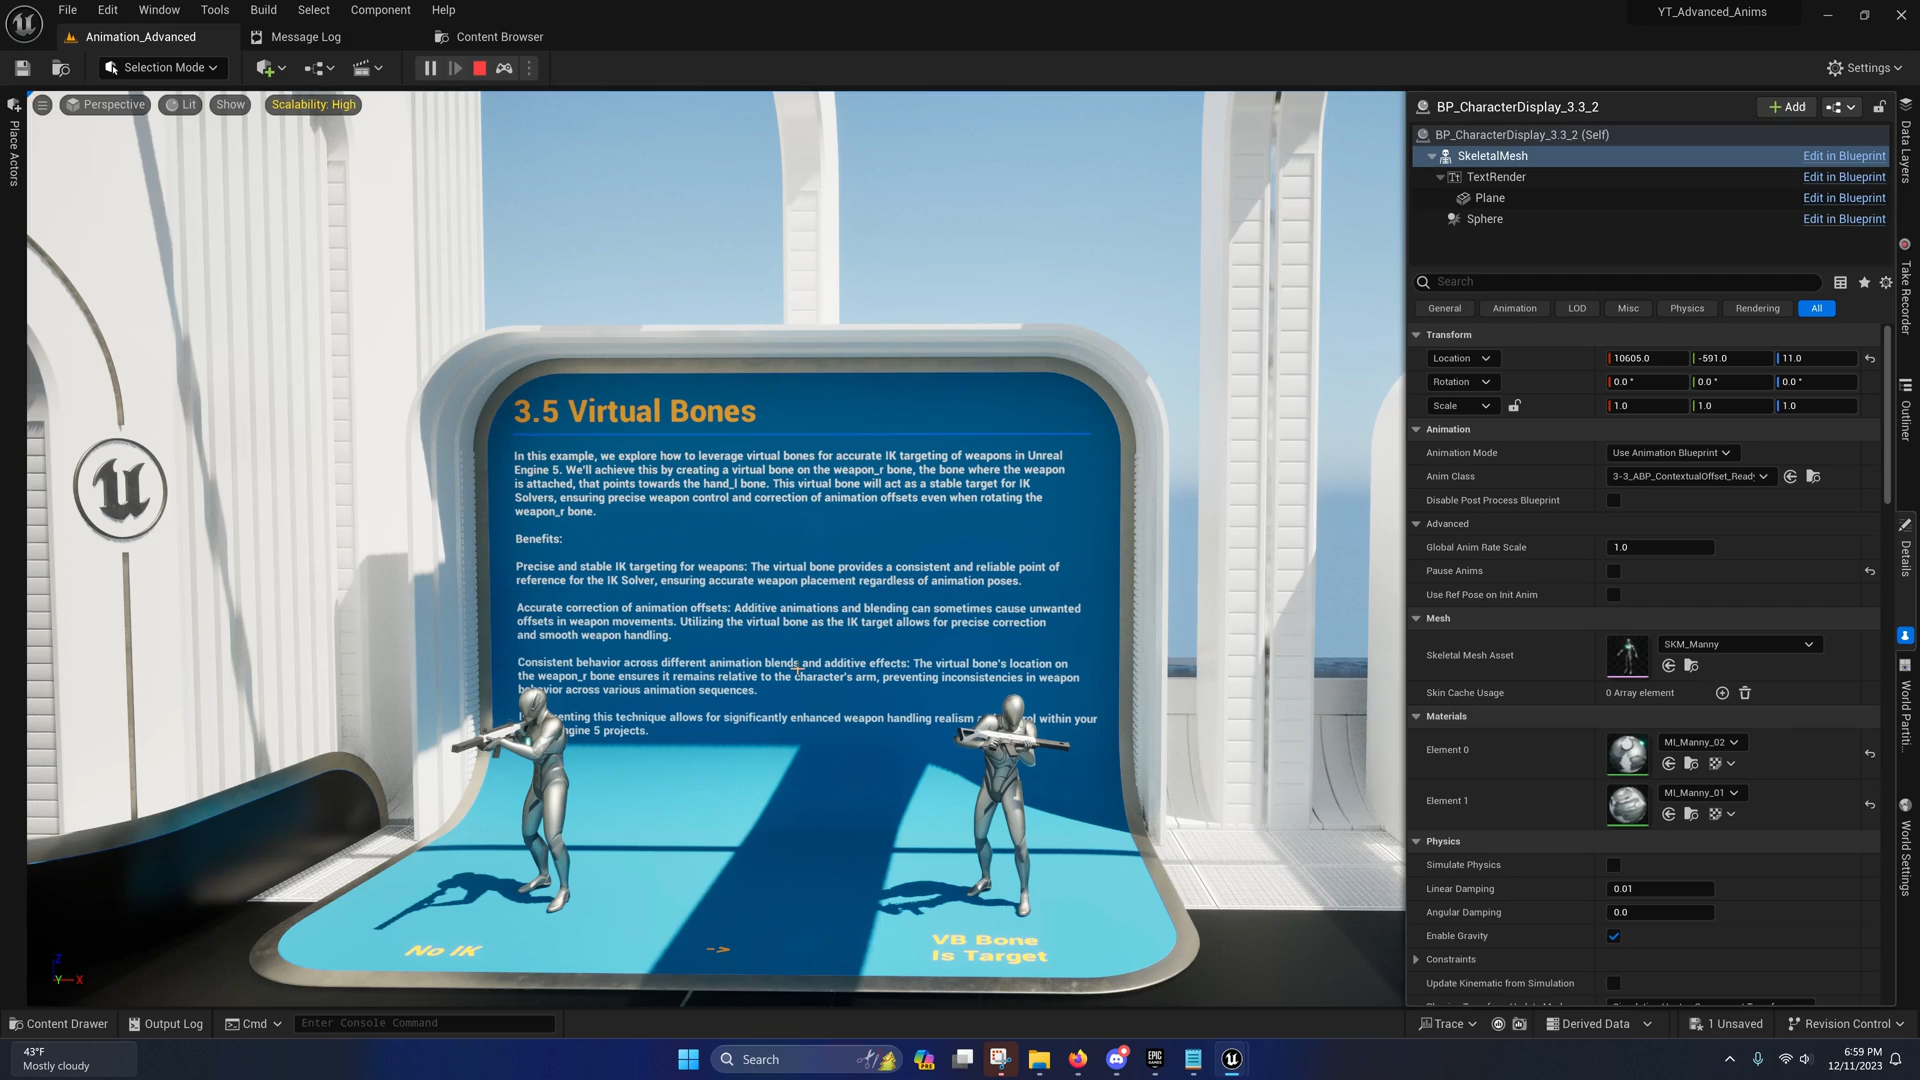 File Edit Window Tools Build Select Component Help
YT_Advanced_Anims
Animation_Advanced
Message Log
Content Browser
Selection Mode
Settings
Place Actors
Perspective
Lit
Show
Scalability: High
3.5 Virtual Bones
In this example, we explore how to leverage virtual bones for accurate IK targeting of weapons in Unreal
Engine 5. We'll achieve this by creating a virtual bone on the weapon_r bone, the bone where the weapon
is attached, that points towards the hand_l bone. This virtual bone will act as a stable target for IK
Solvers, ensuring precise weapon control and correction of animation offsets even when rotating the
weapon_r bone.
Benefits:
Precise and stable IK targeting for weapons: The virtual bone provides a consistent and reliable point of
reference for the IK Solver, ensuring accurate weapon placement regardless of animation poses.
Accurate correction of animation offsets: Additive animations and blending can sometimes cause unwanted
offsets in weapon movements. Utilizing the virtual bone as the IK target allows for precise correction
and smooth weapon handling.
Consistent behavior across different animation blends and additive effects: The virtual bone's location on
the weapon_r bone ensures it remains relative to the character's arm, preventing inconsistencies in weapon
behavior across various animation sequences.
this technique allows for significantly enhanced weapon handling realism within your
5 projects.
No IK
->
VB Bone
Is Target
Z
Y X
BP_CharacterDisplay_3.3_2
Add
BP_CharacterDisplay_3.3_2 (Self)
SkeletalMesh Edit in Blueprint
TextRender Edit in Blueprint
Plane Edit in Blueprint
Sphere Edit in Blueprint
Search
General Animation LOD Misc Physics Rendering All
Transform
Location 10605.0 -591.0 11.0
Rotation 0.0 ° 0.0 ° 0.0 °
Scale 1.0 1.0 1.0
Animation
Animation Mode Use Animation Blueprint
Anim Class 3-3_ABP_ContextualOffset_Ready
Disable Post Process Blueprint
Advanced
Global Anim Rate Scale 1.0
Pause Anims
Use Ref Pose on Init Anim
Mesh
Skeletal Mesh Asset SKM_Manny
Skin Cache Usage 0 Array element
Materials
Element 0 MI_Manny_02
Element 1 MI_Manny_01
Physics
Simulate Physics
Linear Damping 0.01
Angular Damping 0.0
Enable Gravity
Constraints
Update Kinematic from Simulation
Data Layers
Take Recorder
Outliner
Details
World Partiti...
World Settings
Content Drawer
Output Log
Cmd
Enter Console Command
Trace
Derived Data
1 Unsaved
Revision Control
43°F
Mostly cloudy
Search
PRE
EPIC
GAMES
6:59 PM
12/11/2023